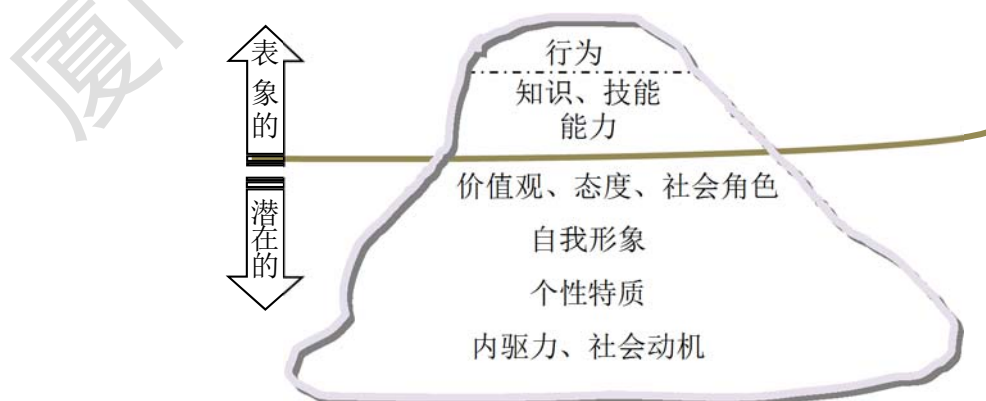 厦
表象的
行为
知识、技能
能力
潜在的
价值观、态度、社会角色
自我形象
个性特质
内驱力、社会动机